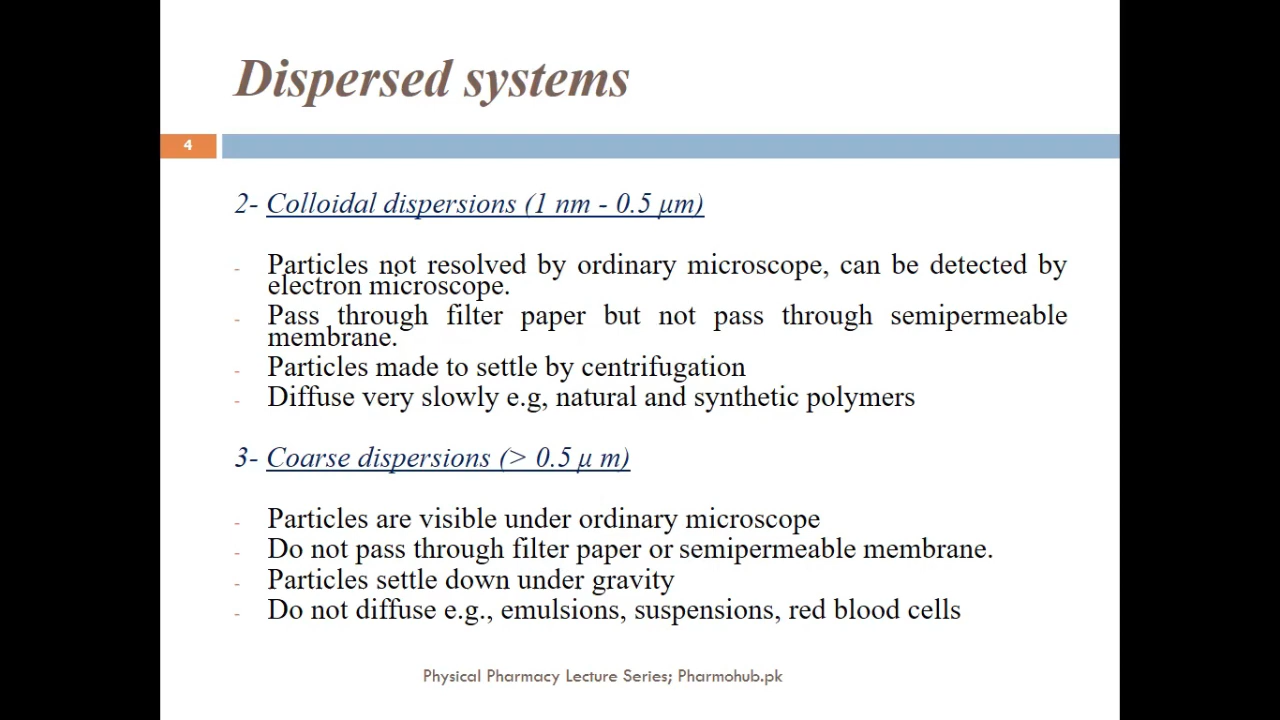 Dispersed systems
4
2- Colloidal dispersions (1 nm - 0.5 μm)
- Particles not resolved by ordinary microscope, can be detected by
electron microscope.
- Pass through filter paper but not pass through semipermeable
membrane.
- Particles made to settle by centrifugation
- Diffuse very slowly e.g, natural and synthetic polymers
3- Coarse dispersions (> 0.5 μ m)
- Particles are visible under ordinary microscope
- Do not pass through filter paper or semipermeable membrane.
- Particles settle down under gravity
- Do not diffuse e.g., emulsions, suspensions, red blood cells
Physical Pharmacy Lecture Series; Pharmohub.pk